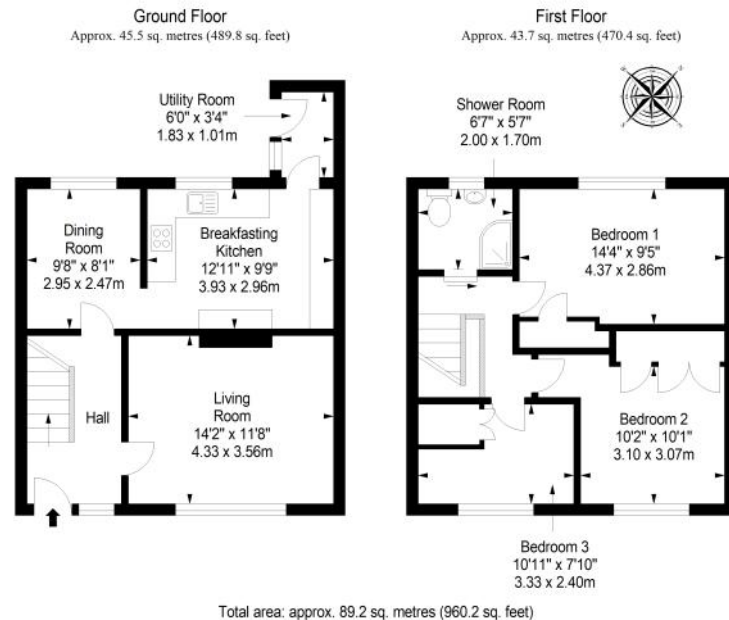 Ground Floor
Approx. 45.5 sq. metres (489.8 sq. feet)
Utility Room
6'0" x 3'4"
1.83 x 1.01m
Dining
Room
9'8" x 8'1"
2.95 x 2.47m
Breakfasting
Kitchen
12'11" x 9'9"
3.93 x 2.96m
Hall
Living
Room
14'2" x 11'8"
4.33 x 3.56m
First Floor
Approx. 43.7 sq. metres (470.4 sq. feet)
Shower Room
6'7" x 5'7"
2.00 x 1.70m
Bedroom 1
14'4" x 9'5"
4.37 x 2.86m
Bedroom 2
10'2" x 10'1"
3.10 x 3.07m
Bedroom 3
10'11" x 7'10"
3.33 x 2.40m
Total area: approx. 89.2 sq. metres (960.2 sq. feet)